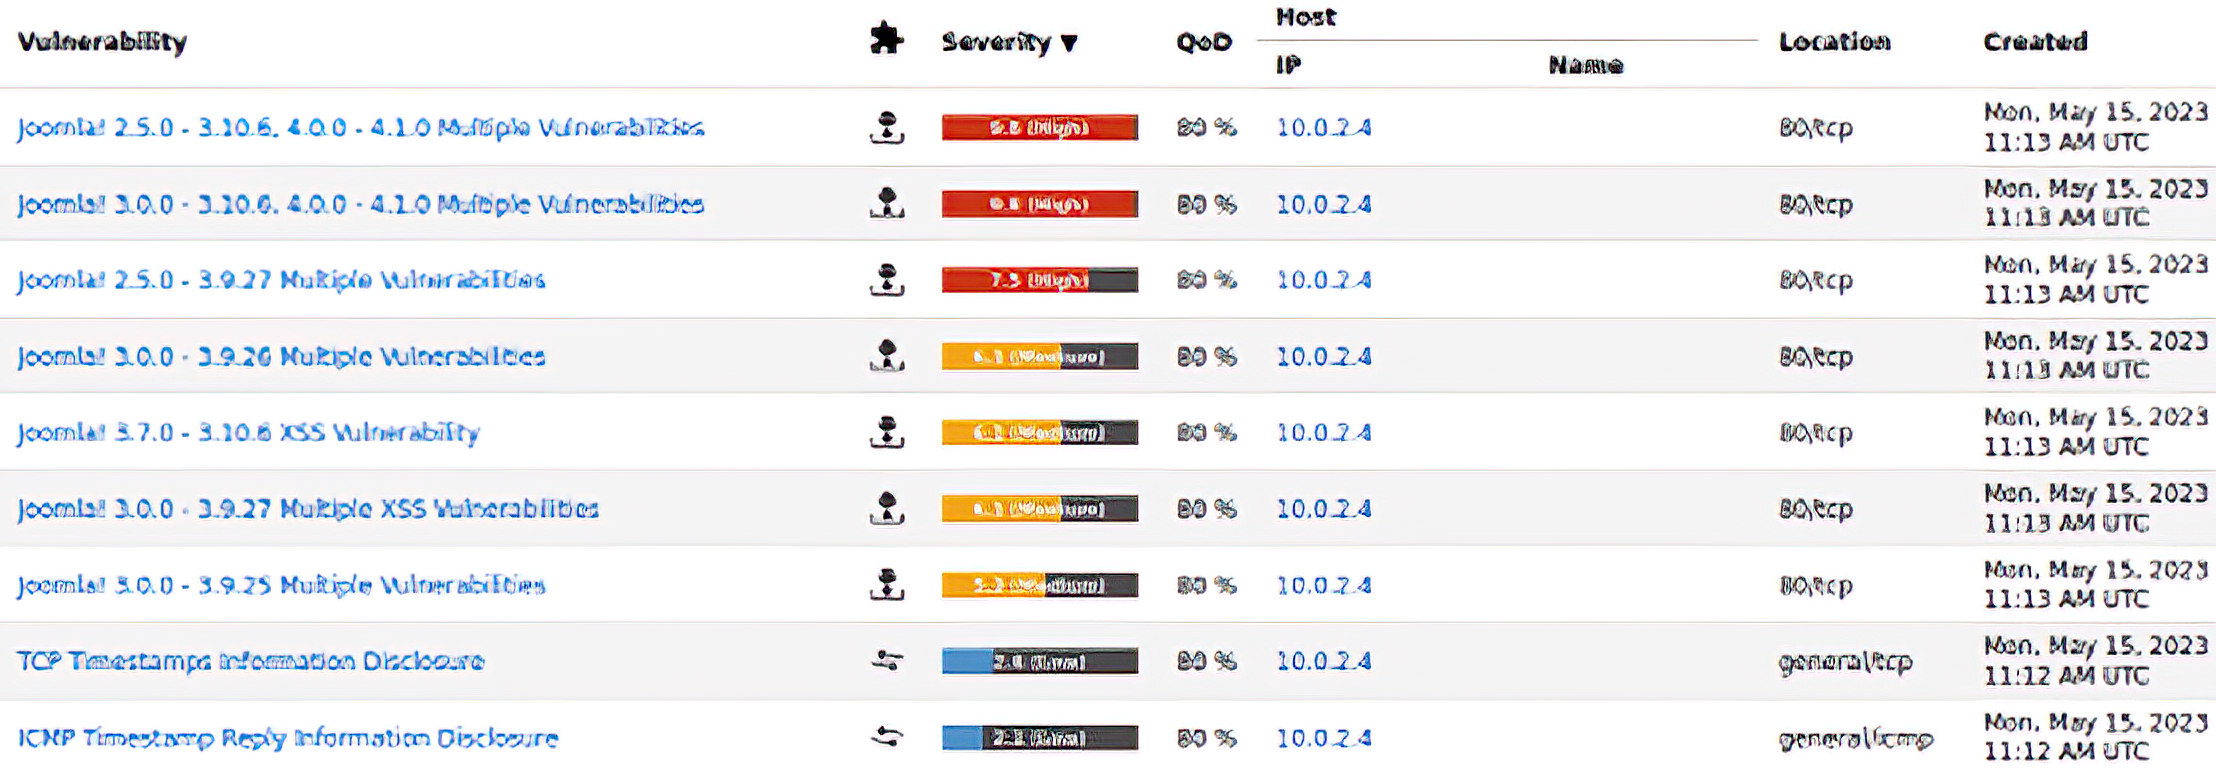 Vulnerability Severity ▼ QoD Host Location Created
IP Name
Joomla! 2.5.0 - 3.10.6, 4.0.0 - 4.1.0 Multiple Vulnerabilities 9.8 (High) 80 % 10.0.2.4 80/tcp Mon, May 15, 2023
11:13 AM UTC
Joomla! 3.0.0 - 3.10.6, 4.0.0 - 4.1.0 Multiple Vulnerabilities (High) 80 % 10.0.2.4 80/tcp Mon, May 15, 2023
11:13 AM UTC
Joomla! 2.5.0 - 3.9.27 Multiple Vulnerabilities 7.5 (High) 80 % 10.0.2.4 80/tcp Mon, May 15, 2023
11:13 AM UTC
Joomla! 3.0.0 - 3.9.26 Multiple Vulnerabilities 6.1 (Medium) 80 % 10.0.2.4 80/tcp Mon, May 15, 2023
11:13 AM UTC
Joomla! 3.7.0 - 3.10.6 XSS Vulnerability 6.1 (Medium) 80 % 10.0.2.4 80/tcp Mon, May 15, 2023
11:13 AM UTC
Joomla! 3.0.0 - 3.9.27 Multiple XSS Vulnerabilities 6.1 (Medium) 80 % 10.0.2.4 80/tcp Mon, May 15, 2023
11:13 AM UTC
Joomla! 3.0.0 - 3.9.25 Multiple Vulnerabilities 5.3 (Medium) 80 % 10.0.2.4 80/tcp Mon, May 15, 2023
11:13 AM UTC
TCP Timestamps Information Disclosure (Low) 80 % 10.0.2.4 general/tcp Mon, May 15, 2023
11:12 AM UTC
ICMP Timestamp Reply Information Disclosure 2.1 (Low) 80 % 10.0.2.4 general/icmp Mon, May 15, 2023
11:12 AM UTC